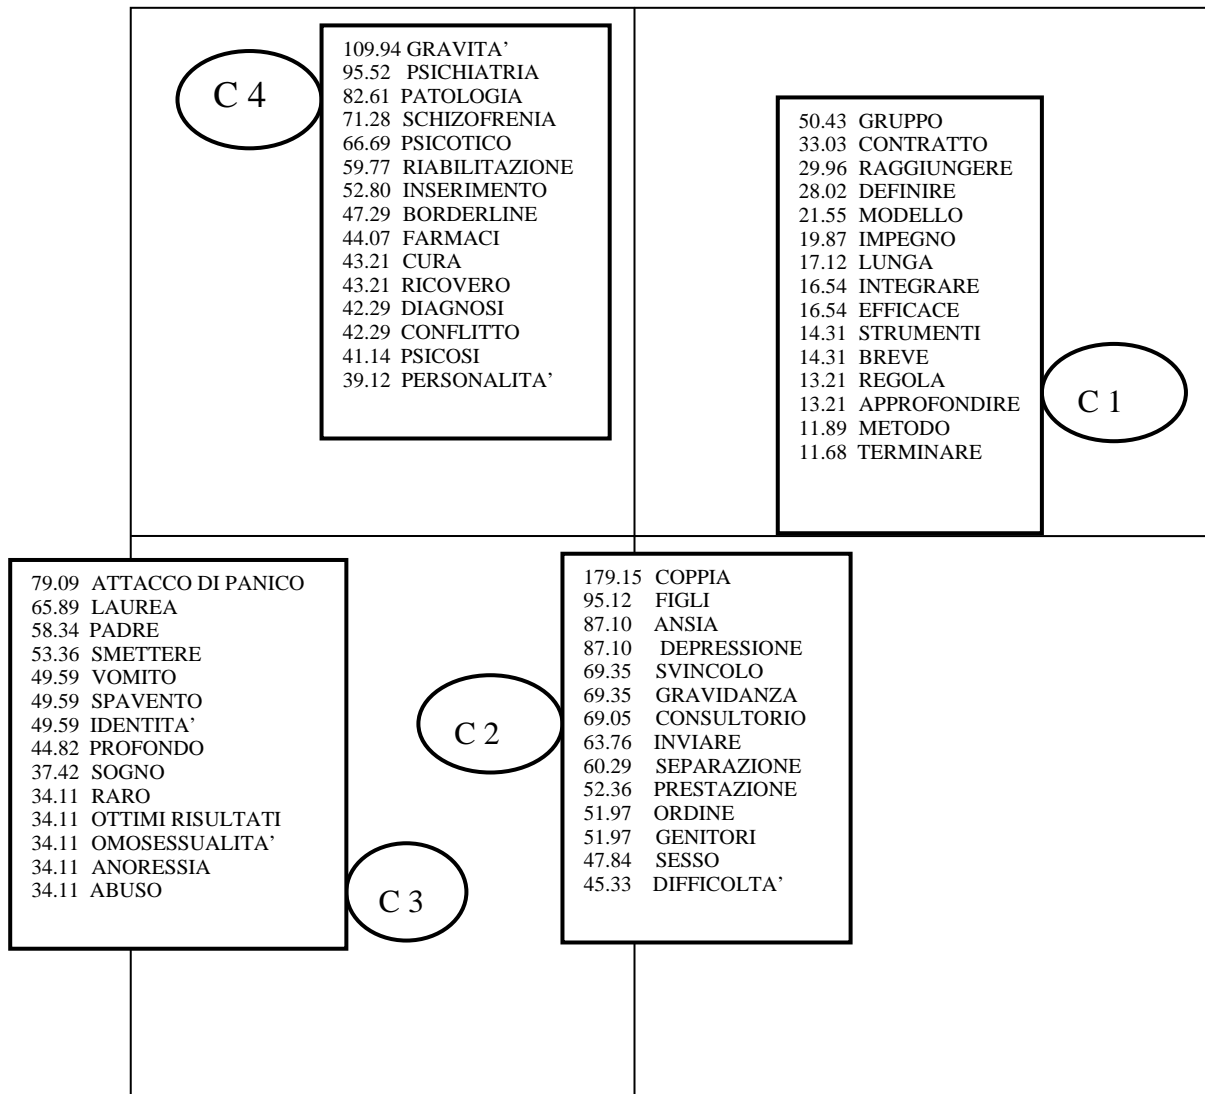 C 4
109.94 GRAVITA’
95.52 PSICHIATRIA
82.61 PATOLOGIA
71.28 SCHIZOFRENIA
66.69 PSICOTICO
59.77 RIABILITAZIONE
52.80 INSERIMENTO
47.29 BORDERLINE
44.07 FARMACI
43.21 CURA
43.21 RICOVERO
42.29 DIAGNOSI
42.29 CONFLITTO
41.14 PSICOSI
39.12 PERSONALITA’
50.43 GRUPPO
33.03 CONTRATTO
29.96 RAGGIUNGERE
28.02 DEFINIRE
21.55 MODELLO
19.87 IMPEGNO
17.12 LUNGA
16.54 INTEGRARE
16.54 EFFICACE
14.31 STRUMENTI
14.31 BREVE
13.21 REGOLA
13.21 APPROFONDIRE
11.89 METODO
11.68 TERMINARE
C 1
79.09 ATTACCO DI PANICO
65.89 LAUREA
58.34 PADRE
53.36 SMETTERE
49.59 VOMITO
49.59 SPAVENTO
49.59 IDENTITA’
44.82 PROFONDO
37.42 SOGNO
34.11 RARO
34.11 OTTIMI RISULTATI
34.11 OMOSESSUALITA’
34.11 ANORESSIA
34.11 ABUSO
C 3
C 2
179.15 COPPIA
95.12 FIGLI
87.10 ANSIA
87.10 DEPRESSIONE
69.35 SVINCOLO
69.35 GRAVIDANZA
69.05 CONSULTORIO
63.76 INVIARE
60.29 SEPARAZIONE
52.36 PRESTAZIONE
51.97 ORDINE
51.97 GENITORI
47.84 SESSO
45.33 DIFFICOLTA’